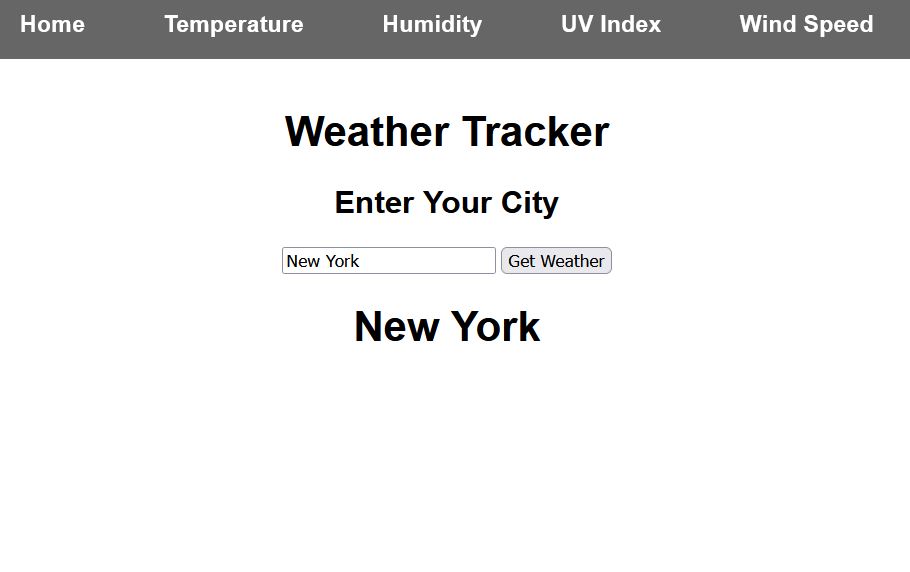 Home Temperature Humidity UV Index Wind Speed
Weather Tracker
Enter Your City
New York Get Weather
New York